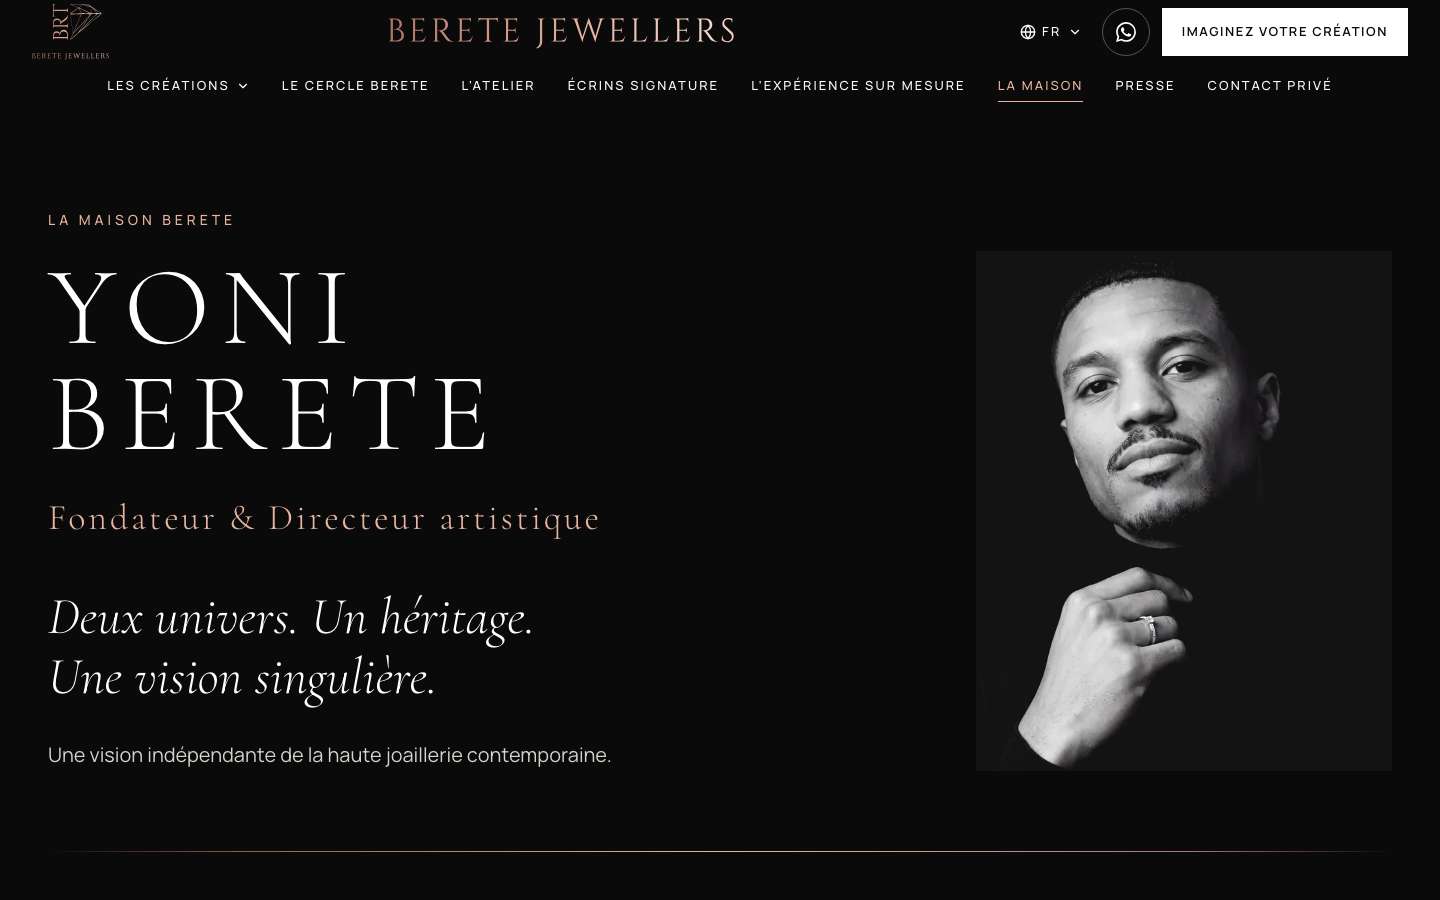 BRT
BERETE JEWELLERS
BERETE JEWELLERS
FR
IMAGINEZ VOTRE CRÉATION
LES CRÉATIONS
LE CERCLE BERETE
L'ATELIER
ÉCRINS SIGNATURE
L'EXPÉRIENCE SUR MESURE
LA MAISON
PRESSE
CONTACT PRIVÉ
LA MAISON BERETE
YONI
BERETE
Fondateur & Directeur artistique
Deux univers. Un héritage.
Une vision singulière.
Une vision indépendante de la haute joaillerie contemporaine.